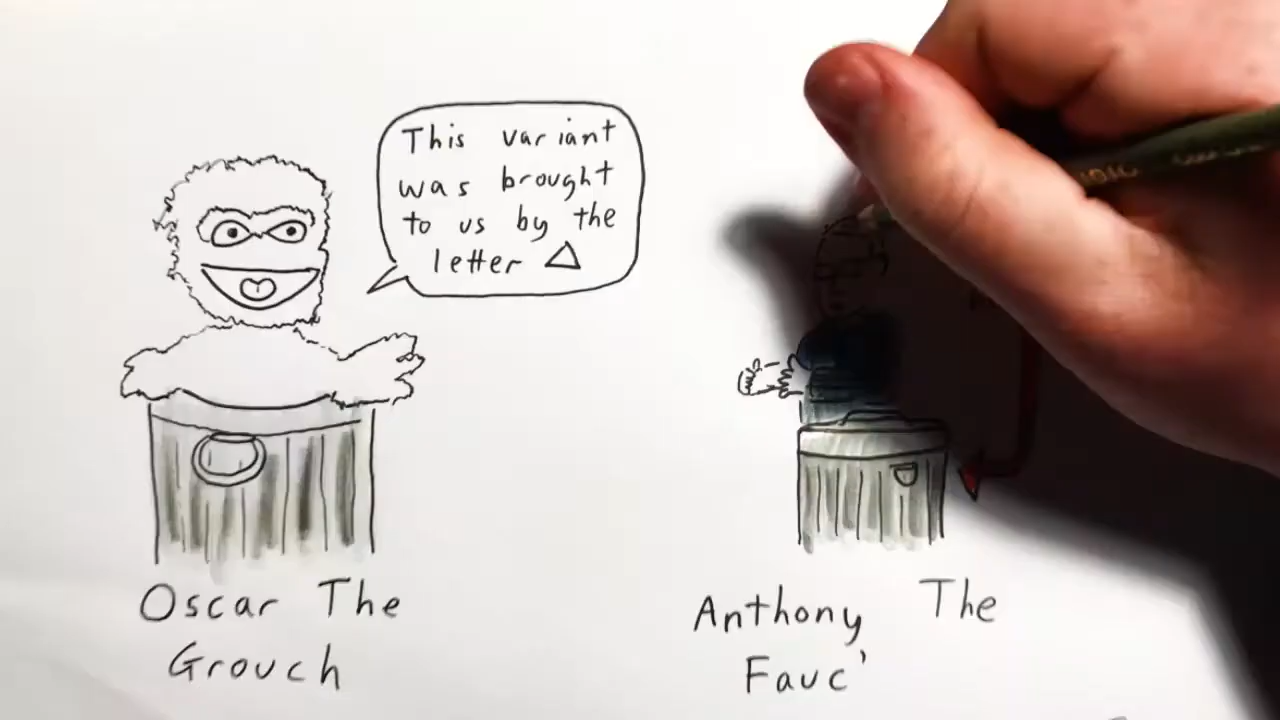 This variant
was brought
to us by the
letter △
Oscar The
Grouch
Anthony The
Fauc'